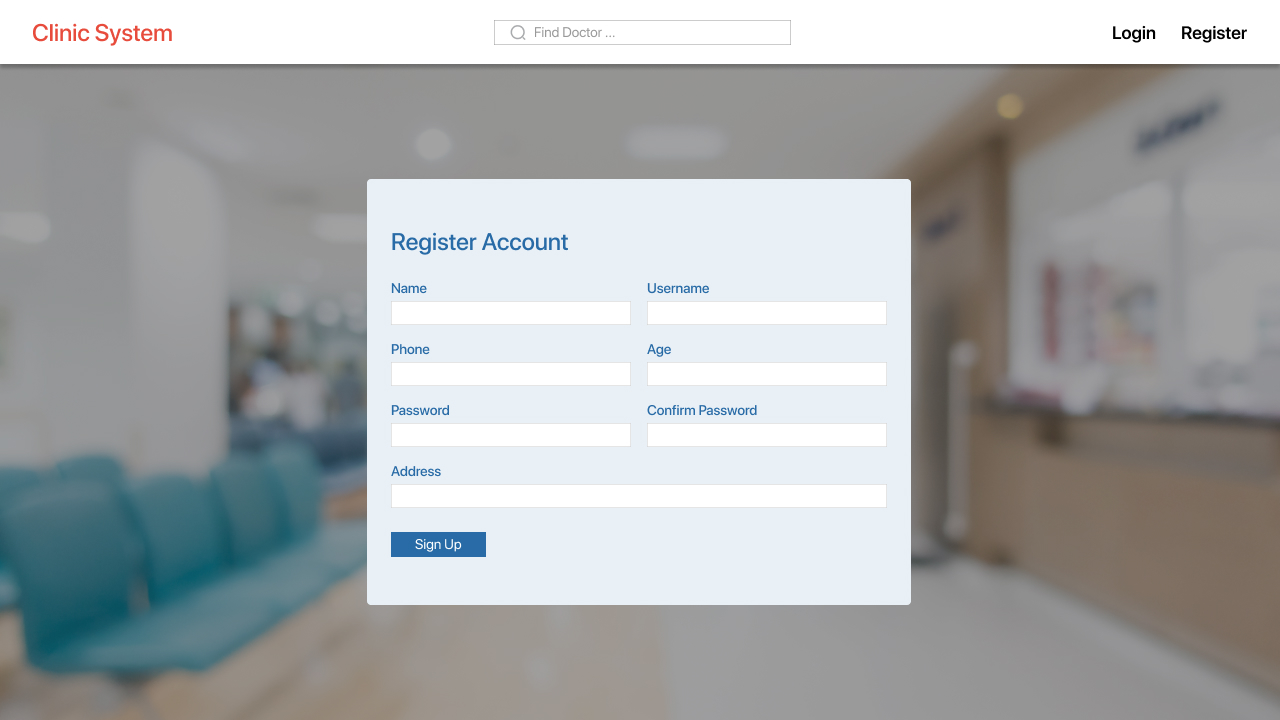 Clinic System
Find Doctor ...
Login
Register
Register Account
Name
Username
Phone
Age
Password
Confirm Password
Address
Sign Up